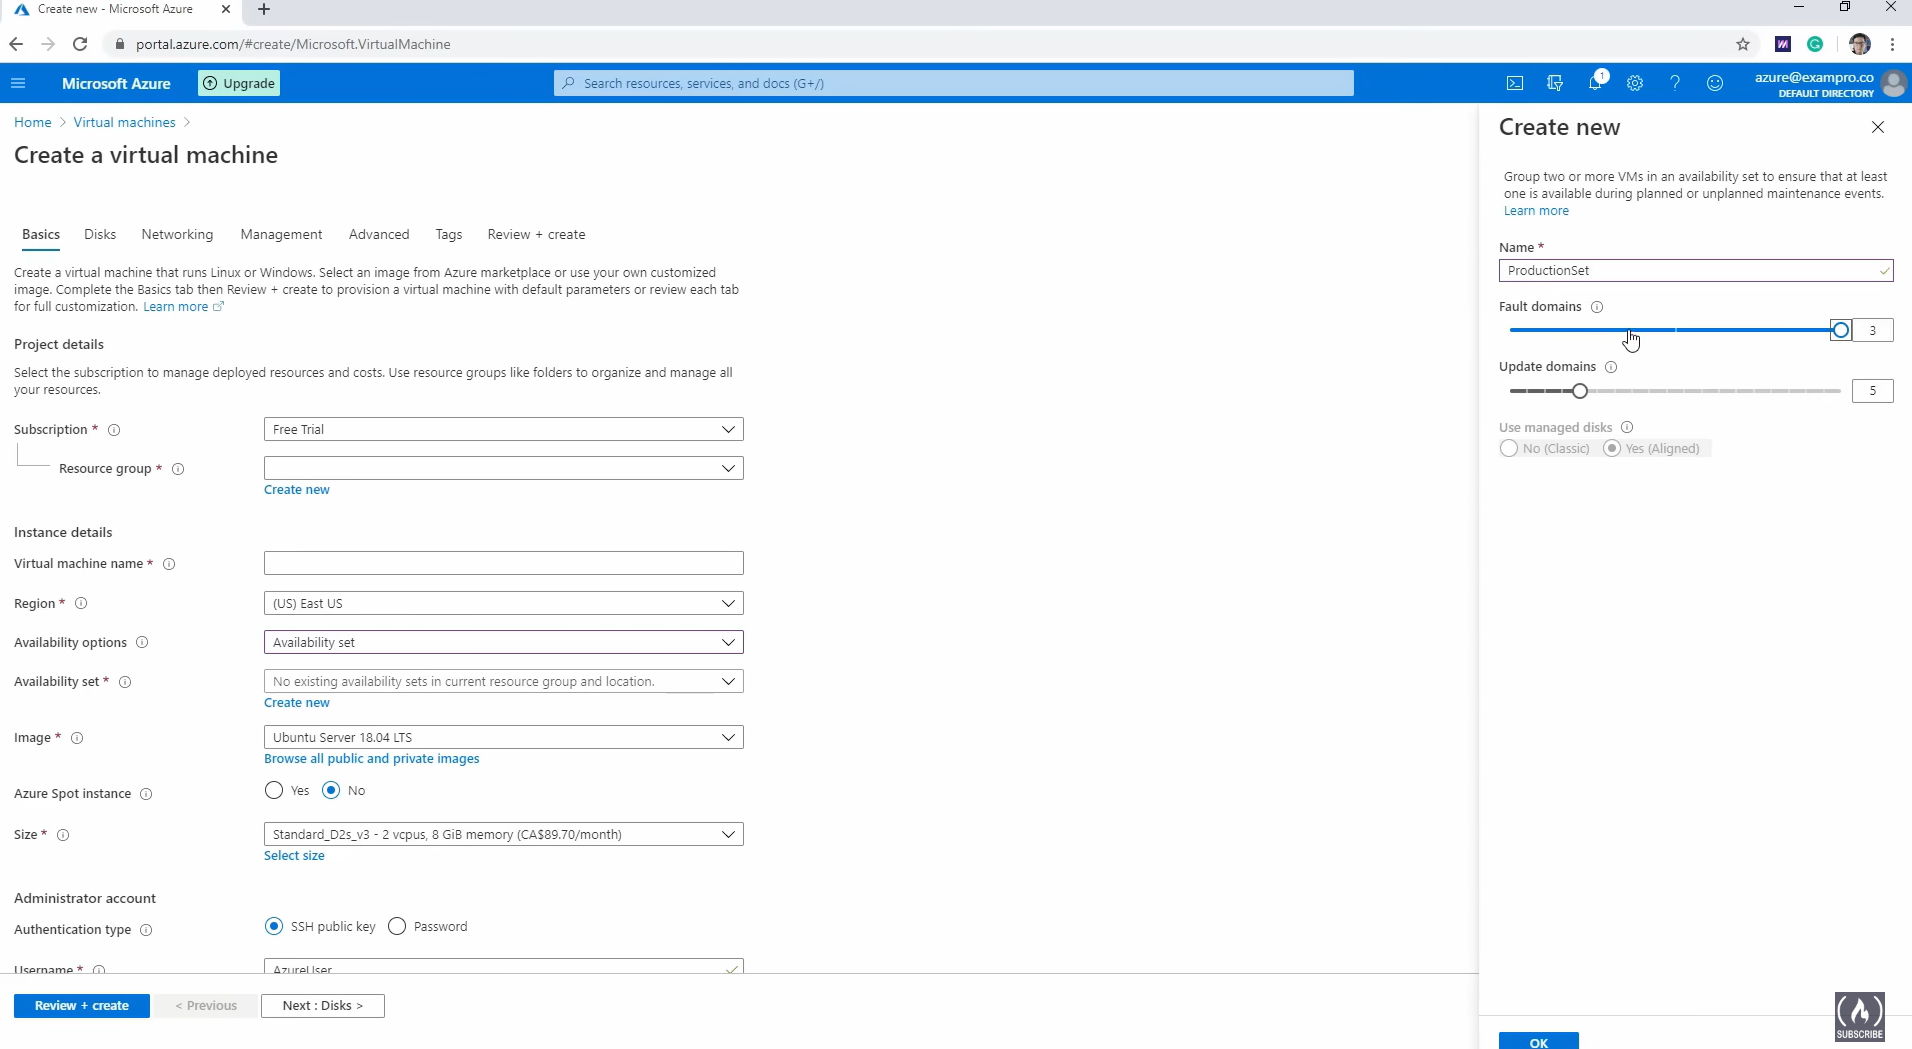 Create new - Microsoft Azure
portal.azure.com/#create/Microsoft.VirtualMachine
Microsoft Azure
Upgrade
Search resources, services, and docs (G+/)
1
azure@exampro.co
DEFAULT DIRECTORY
Home > Virtual machines >
Create a virtual machine
Basics Disks Networking Management Advanced Tags Review + create
Create a virtual machine that runs Linux or Windows. Select an image from Azure marketplace or use your own customized
image. Complete the Basics tab then Review + create to provision a virtual machine with default parameters or review each tab
for full customization. Learn more
Project details
Select the subscription to manage deployed resources and costs. Use resource groups like folders to organize and manage all
your resources.
Subscription *
Free Trial
Resource group *
Create new
Instance details
Virtual machine name *
Region *
(US) East US
Availability options
Availability set
Availability set *
No existing availability sets in current resource group and location.
Create new
Image *
Ubuntu Server 18.04 LTS
Browse all public and private images
Azure Spot instance
Yes No
Size *
Standard_D2s_v3 - 2 vcpus, 8 GiB memory (CA$89.70/month)
Select size
Administrator account
Authentication type
SSH public key Password
Username *
AzureUser
Review + create
< Previous
Next : Disks >
Create new
Group two or more VMs in an availability set to ensure that at least
one is available during planned or unplanned maintenance events.
Learn more
Name *
ProductionSet
Fault domains
3
Update domains
5
Use managed disks
No (Classic) Yes (Aligned)
OK
SUBSCRIBE